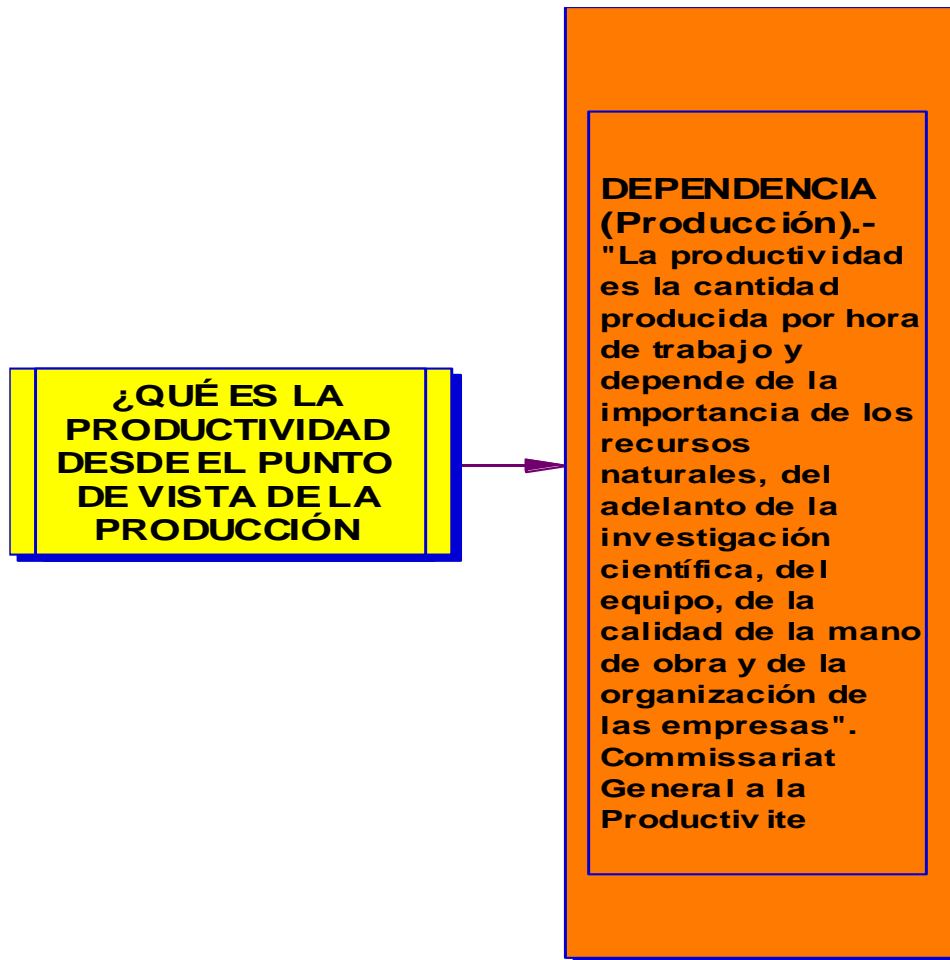 ¿QUÉ ES LA
PRODUCTIVIDAD
DESDE EL PUNTO
DE VISTA DE LA
PRODUCCIÓN
DEPENDENCIA
(Producción).-
"La productividad
es la cantidad
producida por hora
de trabajo y
depende de la
importancia de los
recursos
naturales, del
adelanto de la
investigación
científica, del
equipo, de la
calidad de la mano
de obra y de la
organización de
las empresas".
Commissariat
General a la
Productivite